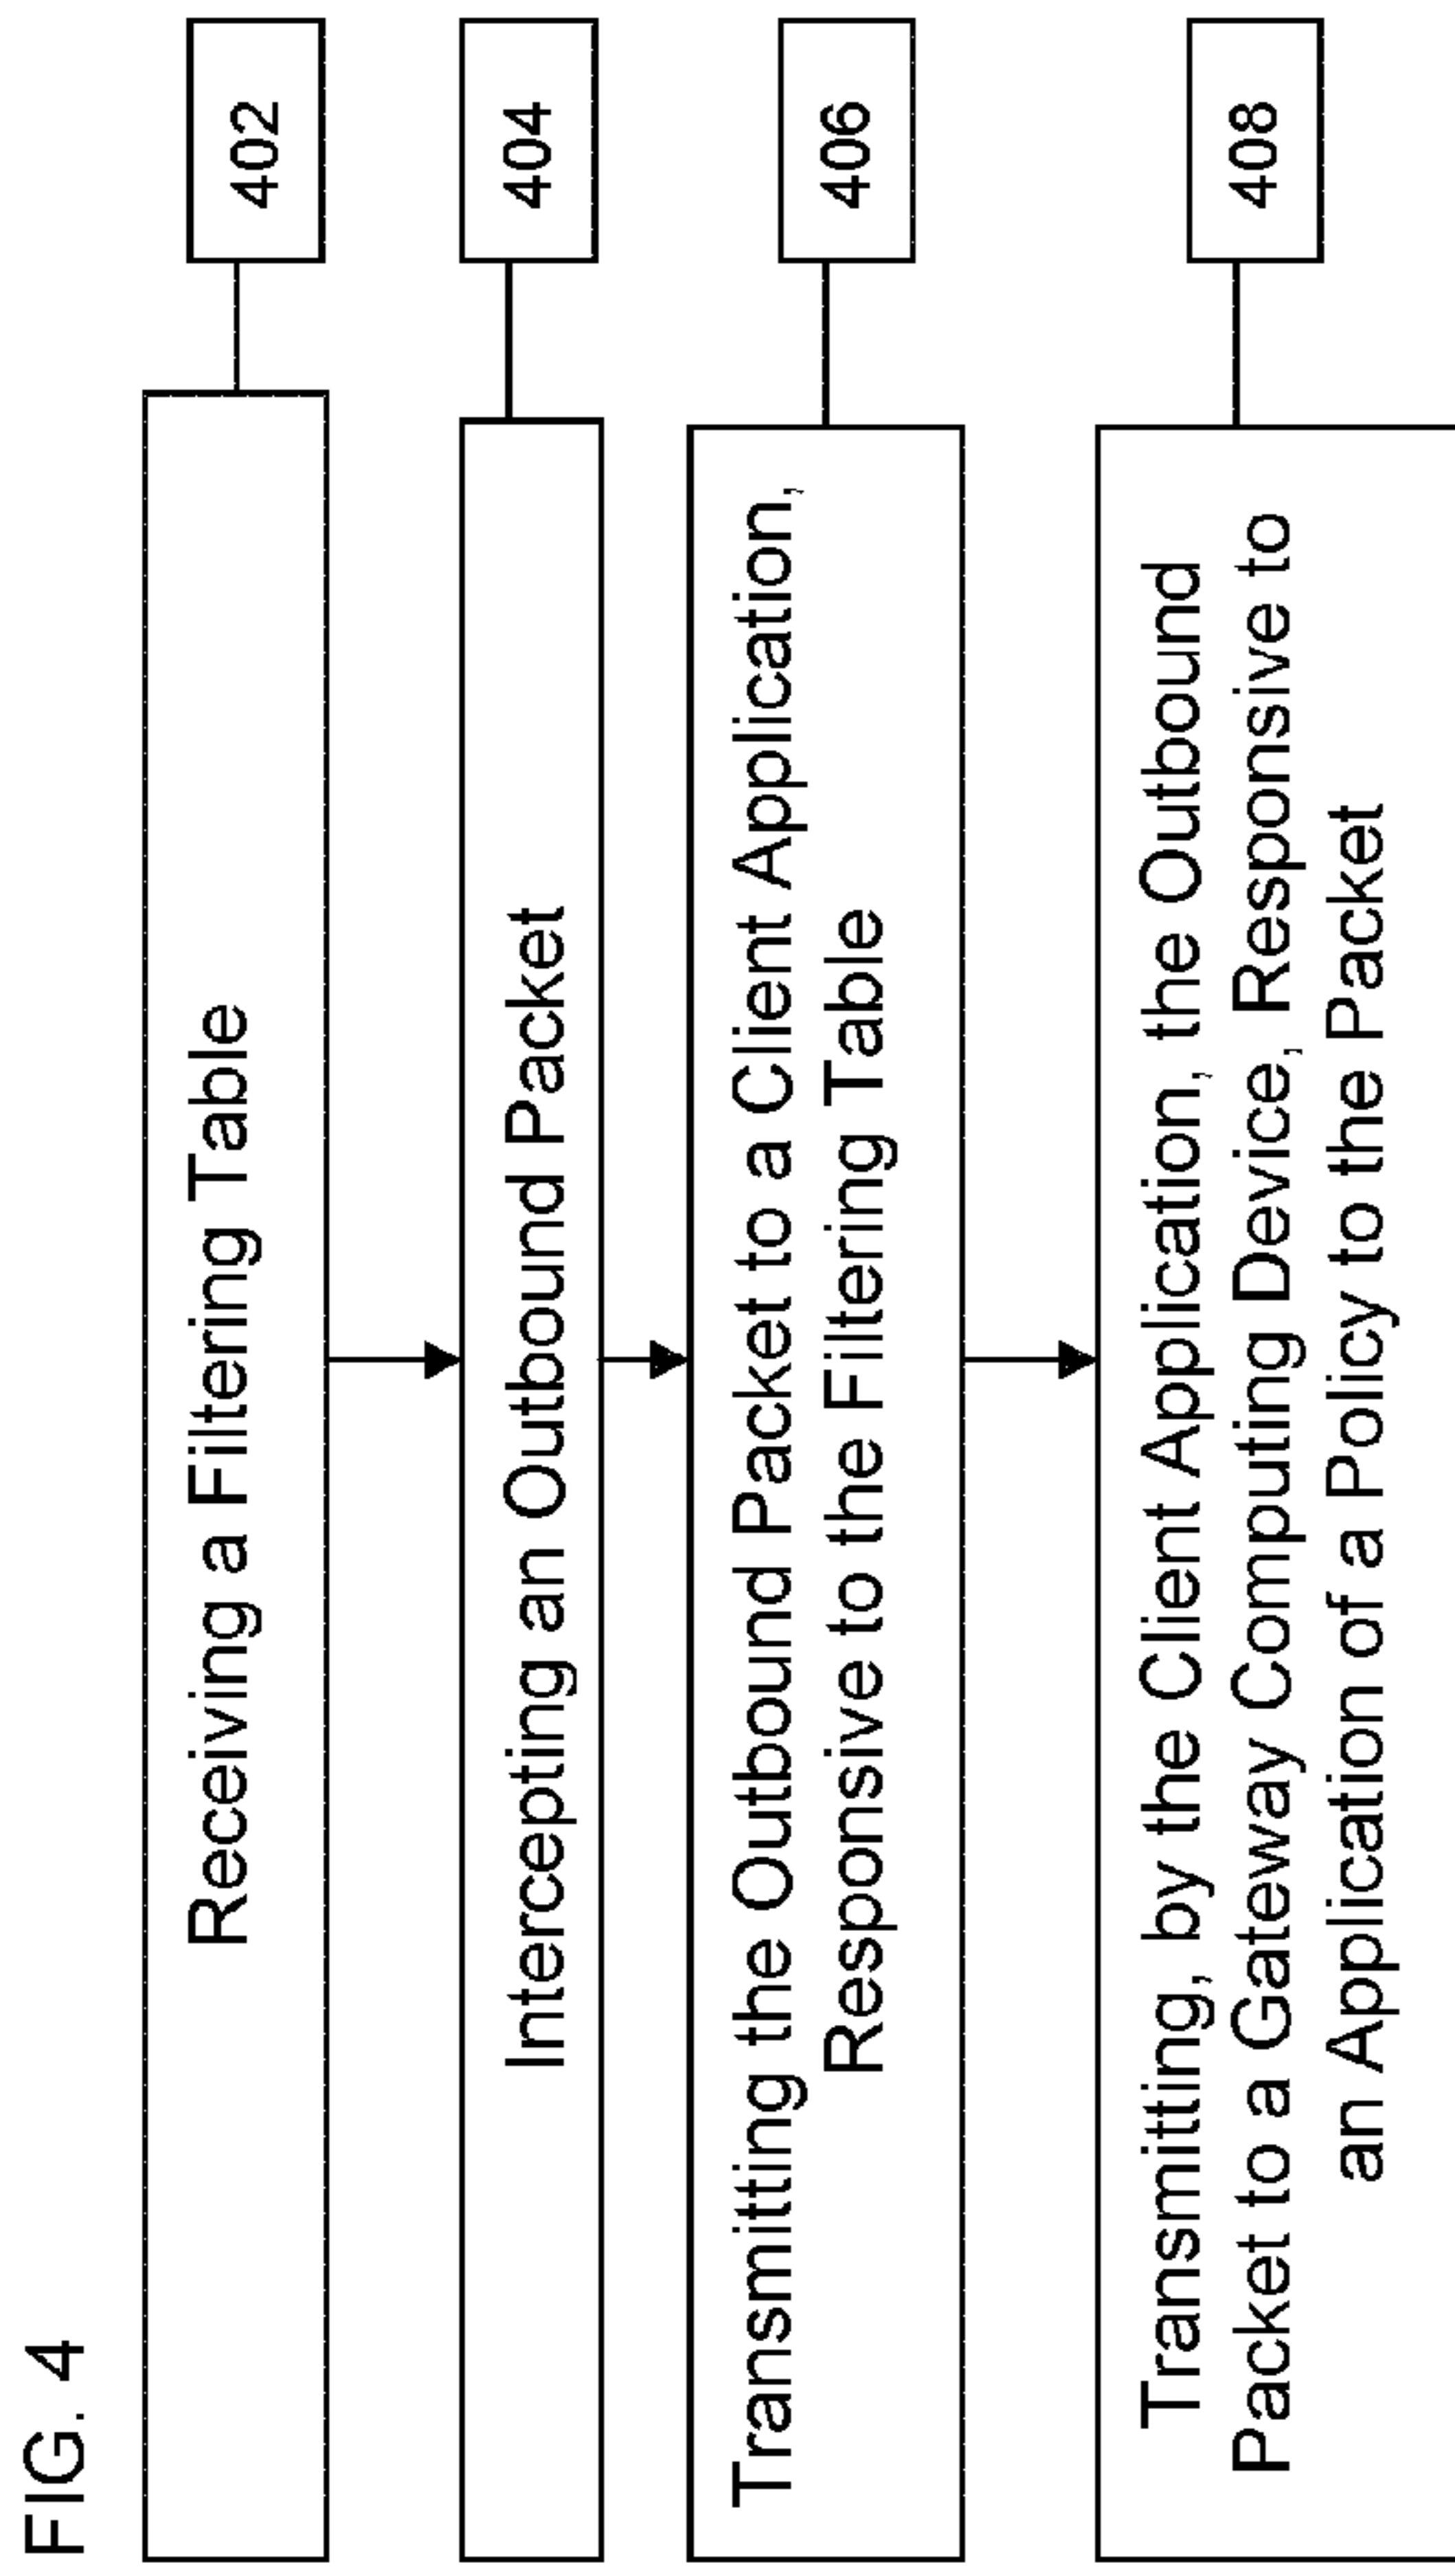 FIG. 4
Receiving a Filtering Table
402
Intercepting an Outbound Packet
404
Transmitting the Outbound Packet to a Client Application,
Responsive to the Filtering Table
406
Transmitting, by the Client Application, the Outbound
Packet to a Gateway Computing Device, Responsive to
an Application of a Policy to the Packet
408